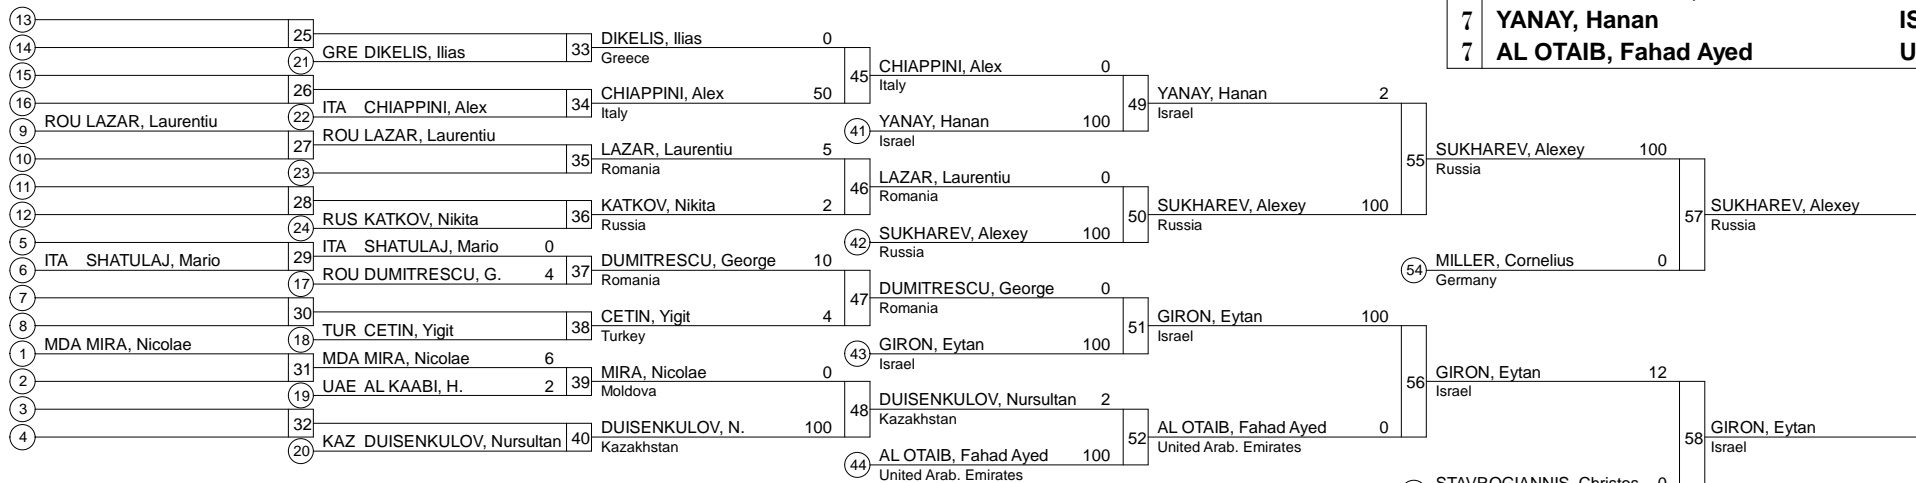 13
14
15
16
9 ROU LAZAR, Laurentiu
10
11
12
5
6 ITA SHATULAJ, Mario
7
8
1 MDA MIRA, Nicolae
2
3
4
25
21 GRE DIKELIS, Ilias
26
22 ITA CHIAPPINI, Alex
ROU LAZAR, Laurentiu
27
23
28
24 RUS KATKOV, Nikita
ITA SHATULAJ, Mario 0
29
17 ROU DUMITRESCU, G. 4
30
18 TUR CETIN, Yigit
MDA MIRA, Nicolae 6
31
19 UAE AL KAABI, H. 2
32
20 KAZ DUISENKULOV, Nursultan
33 DIKELIS, Ilias 0
Greece
34 CHIAPPINI, Alex 50
Italy
35 LAZAR, Laurentiu 5
Romania
36 KATKOV, Nikita 2
Russia
37 DUMITRESCU, George 10
Romania
38 CETIN, Yigit 4
Turkey
39 MIRA, Nicolae 0
Moldova
40 DUISENKULOV, N. 100
Kazakhstan
45 CHIAPPINI, Alex 0
Italy
41 YANAY, Hanan 100
Israel
46 LAZAR, Laurentiu 0
Romania
42 SUKHAREV, Alexey 100
Russia
47 DUMITRESCU, George 0
Romania
43 GIRON, Eytan 100
Israel
48 DUISENKULOV, Nursultan 2
Kazakhstan
44 AL OTAIB, Fahad Ayed 100
United Arab. Emirates
49 YANAY, Hanan 2
Israel
50 SUKHAREV, Alexey 100
Russia
51 GIRON, Eytan 100
Israel
52 AL OTAIB, Fahad Ayed 0
United Arab. Emirates
55 SUKHAREV, Alexey 100
Russia
54 MILLER, Cornelius 0
Germany
56 GIRON, Eytan 12
Israel
STAVROGIANNIS, Christos 0
57 SUKHAREV, Alexey
Russia
58 GIRON, Eytan
Israel
7 YANAY, Hanan IS
7 AL OTAIB, Fahad Ayed U